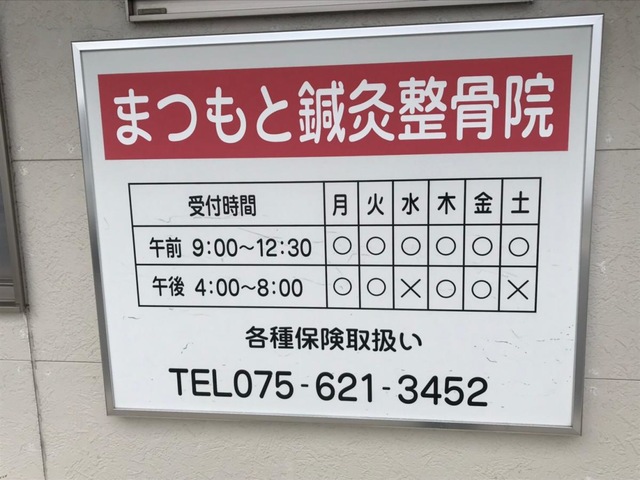 まつもと鍼灸整骨院
受付時間 月 火 水 木 金 土
午前 9:00〜12:30 ○ ○ ○ ○ ○ ○
午後 4:00〜8:00 ○ ○ × ○ ○ ×
各種保険取扱い
TEL075-621-3452